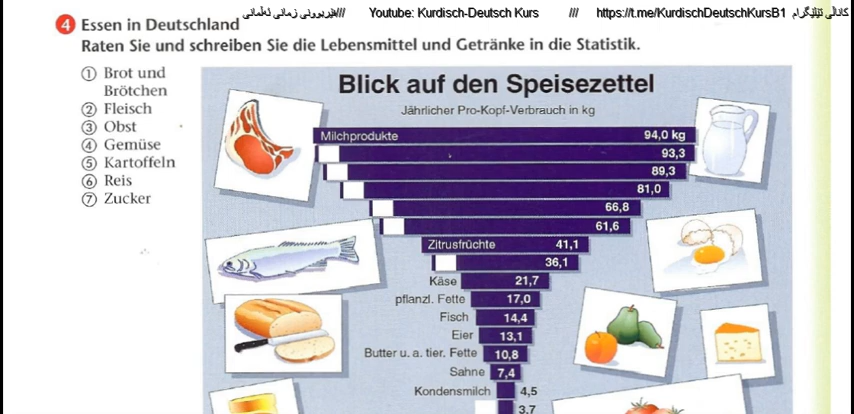 فێربوونی زمانی ئەڵمانی/// Youtube: Kurdisch-Deutsch Kurs /// https://t.me/KurdischDeutschKursB1 کانالی تێلێگرام
4 Essen in Deutschland
Raten Sie und schreiben Sie die Lebensmittel und Getränke in die Statistik.
① Brot und
Brötchen
② Fleisch
③ Obst
④ Gemüse
⑤ Kartoffeln
⑥ Reis
⑦ Zucker
Blick auf den Speisezettel
Jährlicher Pro-Kopf-Verbrauch in kg
Milchprodukte 94,0 kg
93,3
89,3
81,0
66,8
61,6
Zitrusfrüchte 41,1
36,1
Käse 21,7
pflanzl. Fette 17,0
Fisch 14,4
Eier 13,1
Butter u. a. tier. Fette 10,8
Sahne 7,4
Kondensmilch 4,5
3,7